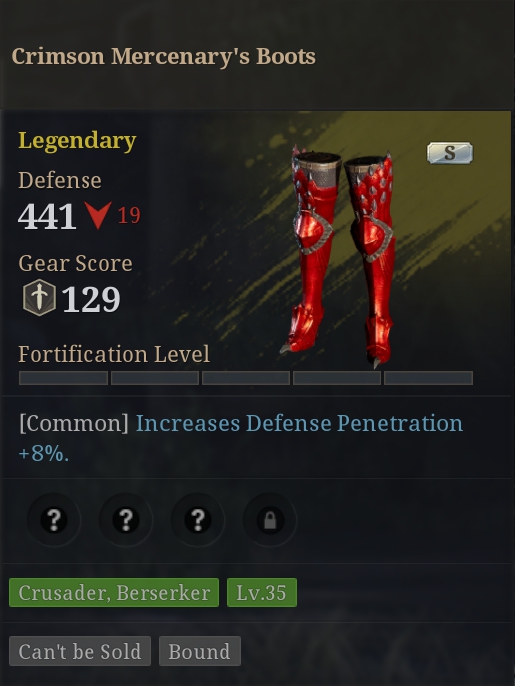 Crimson Mercenary's Boots
Legendary
S
Defense
441 19
Gear Score
129
Fortification Level
[Common] Increases Defense Penetration
+8%.
? ? ?
Crusader, Berserker Lv.35
Can't be Sold Bound